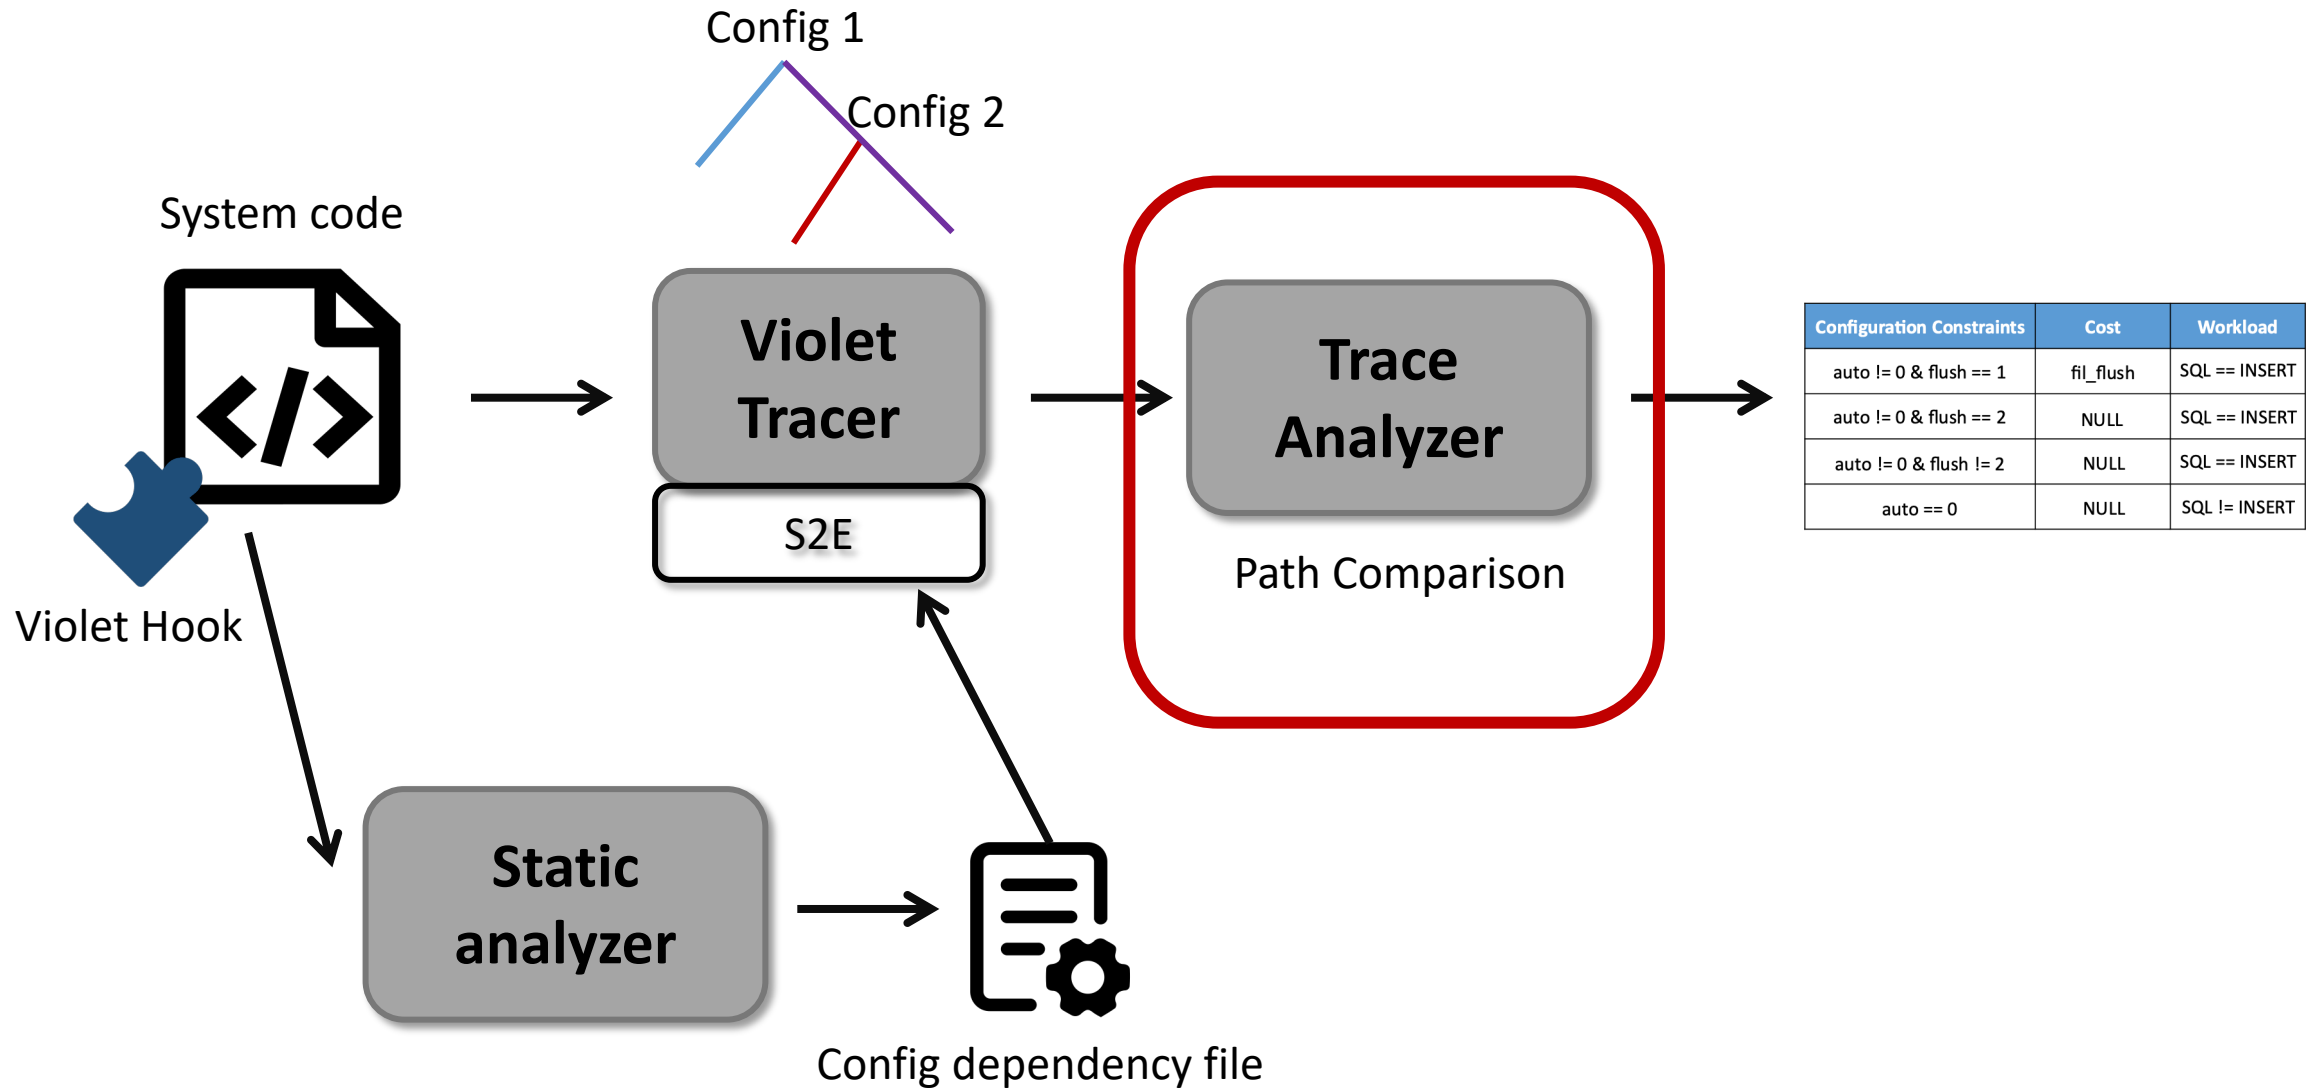 Config 1
Config 2
System code
Violet
Tracer
S2E
Violet Hook
Trace
Analyzer
Path Comparison
Configuration Constraints Cost Workload
auto != 0 & flush == 1 fil_flush SQL == INSERT
auto != 0 & flush == 2 NULL SQL == INSERT
auto != 0 & flush != 2 NULL SQL == INSERT
auto == 0 NULL SQL != INSERT
Static
analyzer
Config dependency file